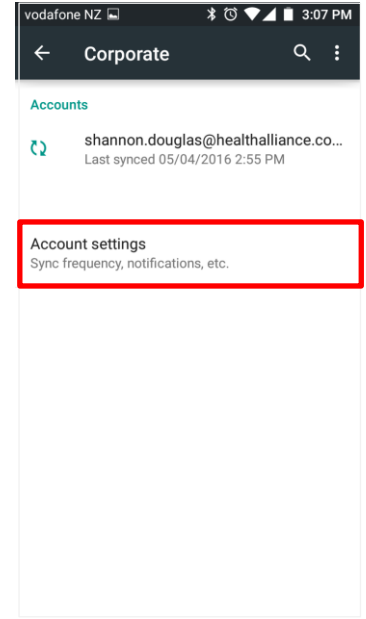 vodafone NZ 3:07 PM
Corporate
Accounts
shannon.douglas@healthalliance.co...
Last synced 05/04/2016 2:55 PM
Account settings
Sync frequency, notifications, etc.